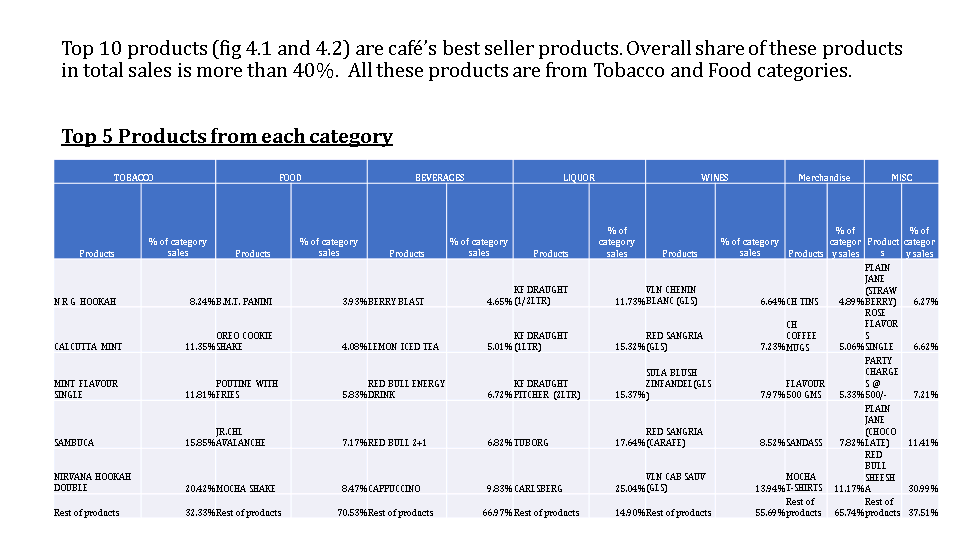 Top 10 products (fig 4.1 and 4.2) are café’s best seller products. Overall share of these products
in total sales is more than 40%.  All these products are from Tobacco and Food categories.
Top 5 Products from each category
TOBACCO FOOD BEVERAGES LIQUOR WINES Merchandise MISC
Products % of category sales Products % of category sales Products % of category sales Products % of category sales Products % of category sales Products % of category sales Products % of category sales
N R G HOOKAH 8.24% B.M.T. PANINI 3.93% BERRY BLAST 4.65% KF DRAUGHT (1/2LTR) 11.73% VLN CHENIN BLANC (GLS) 6.64% CH TINS 4.89% PLAIN JANE (STRAWBERRY) 6.27%
CALCUTTA MINT 11.35% OREO COOKIE SHAKE 4.08% LEMON ICED TEA 5.01% KF DRAUGHT (1LTR) 15.32% RED SANGRIA (GLS) 7.23% CH COFFEE MUGS 5.06% ROSE FLAVORS SINGLE 6.62%
MINT FLAVOUR SINGLE 11.81% POUTINE WITH FRIES 5.83% RED BULL ENERGY DRINK 6.72% KF DRAUGHT PITCHER (2LTR) 15.37% SULA BLUSH ZINFANDEL(GLS) 7.97% FLAVOUR 500 GMS 5.33% PARTY CHARGES @ 500/- 7.21%
SAMBUCA 15.85% JR.CHL AVALANCHE 7.17% RED BULL 2+1 6.82% TUBORG 17.64% RED SANGRIA (CARAFE) 8.52% SANDASS 7.82% PLAIN JANE (CHOCOLATE) 11.41%
NIRVANA HOOKAH DOUBLE 20.42% MOCHA SHAKE 8.47% CAPPUCCINO 9.83% CARLSBERG 25.04% VLN CAB SAUV (GLS) 13.94% MOCHA T-SHIRTS 11.17% RED BULL SHEESHA 30.99%
Rest of products 32.33% Rest of products 70.53% Rest of products 66.97% Rest of products 14.90% Rest of products 55.69% Rest of products 65.74% Rest of products 37.51%